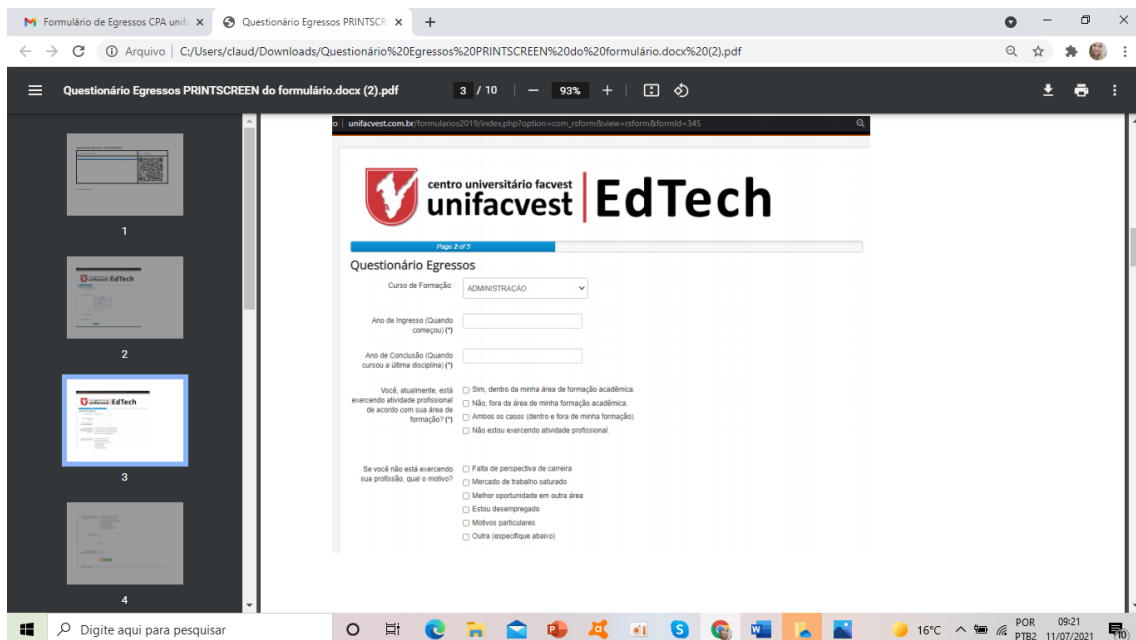 Formulário de Egressos CPA unifa
Questionário Egressos PRINTSCR
Arquivo | C:/Users/claud/Downloads/Questionário%20Egressos%20PRINTSCREEN%20do%20formulário.docx%20(2).pdf
Questionário Egressos PRINTSCREEN do formulário.docx (2).pdf
3 / 10
93%
1
2
3
4
unifacvest.com.br/formularios2019/index.php?option=com_rsform&view=rsform&formId=345
centro universitário facvest
unifacvest | EdTech
Page 2 of 5
Questionário Egressos
Curso de Formação: ADMINISTRAÇÃO
Ano de Ingresso (Quando
começou) (*)
Ano de Conclusão (Quando
cursou a última disciplina) (*)
Você, atualmente, está
exercendo atividade profissional
de acordo com sua área de
formação? (*)
Sim, dentro da minha área de formação acadêmica.
Não, fora da área de minha formação acadêmica.
Ambos os casos (dentro e fora de minha formação).
Não estou exercendo atividade profissional.
Se você não está exercendo
sua profissão, qual o motivo?
Falta de perspectiva de carreira
Mercado de trabalho saturado
Melhor oportunidade em outra área
Estou desempregado
Motivos particulares
Outra (especifique abaixo)
Digite aqui para pesquisar
16°C
POR
PTB2
09:21
11/07/2021